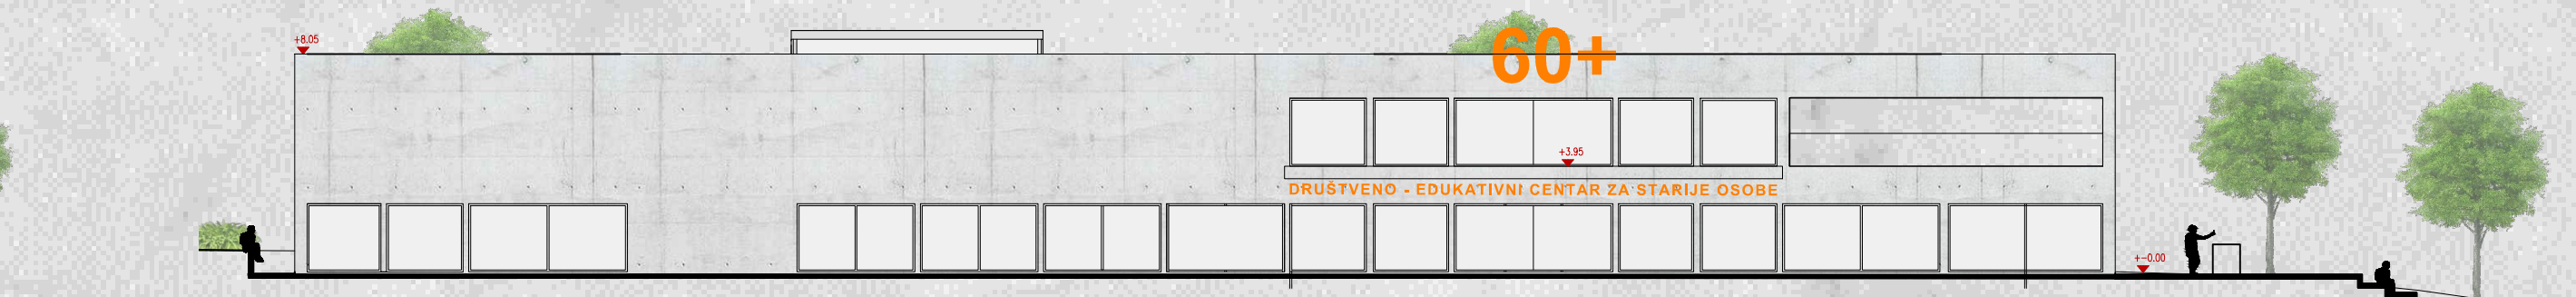 +8.05
60+
+3.95
DRUŠTVENO - EDUKATIVNI CENTAR ZA STARIJE OSOBE
+-0.00